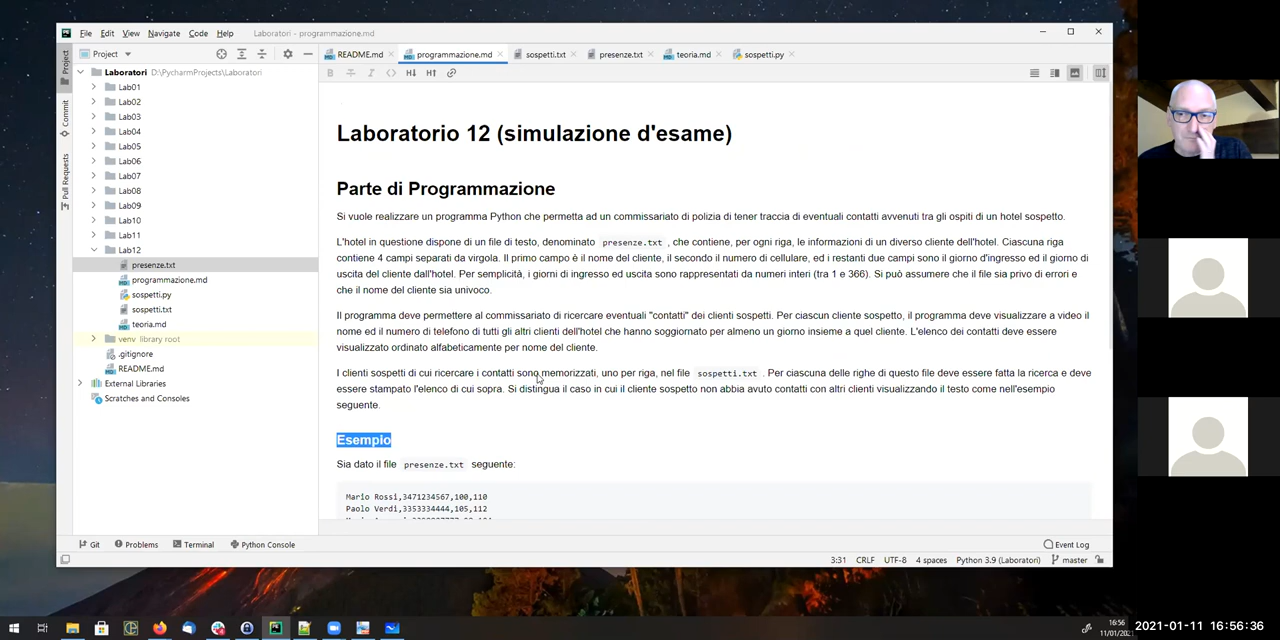 File Edit View Navigate Code Help Laboratori - programmazione.md
Project
README.md programmazione.md sospetti.txt presenze.txt teoria.md sospetti.py
Project
Commit
Pull Requests
Laboratori D:\PycharmProjects\Laboratori
Lab01
Lab02
Lab03
Lab04
Lab05
Lab06
Lab07
Lab08
Lab09
Lab10
Lab11
Lab12
presenze.txt
programmazione.md
sospetti.py
sospetti.txt
teoria.md
venv library root
.gitignore
README.md
External Libraries
Scratches and Consoles
Laboratorio 12 (simulazione d'esame)
Parte di Programmazione
Si vuole realizzare un programma Python che permetta ad un commissariato di polizia di tener traccia di eventuali contatti avvenuti tra gli ospiti di un hotel sospetto.
L'hotel in questione dispone di un file di testo, denominato presenze.txt , che contiene, per ogni riga, le informazioni di un diverso cliente dell'hotel. Ciascuna riga
contiene 4 campi separati da virgola. Il primo campo è il nome del cliente, il secondo il numero di cellulare, ed i restanti due campi sono il giorno d'ingresso ed il giorno di
uscita del cliente dall'hotel. Per semplicità, i giorni di ingresso ed uscita sono rappresentati da numeri interi (tra 1 e 366). Si può assumere che il file sia privo di errori e
che il nome del cliente sia univoco.
Il programma deve permettere al commissariato di ricercare eventuali "contatti" dei clienti sospetti. Per ciascun cliente sospetto, il programma deve visualizzare a video il
nome ed il numero di telefono di tutti gli altri clienti dell'hotel che hanno soggiornato per almeno un giorno insieme a quel cliente. L'elenco dei contatti deve essere
visualizzato ordinato alfabeticamente per nome del cliente.
I clienti sospetti di cui ricercare i contatti sono memorizzati, uno per riga, nel file sospetti.txt . Per ciascuna delle righe di questo file deve essere fatta la ricerca e deve
essere stampato l'elenco di cui sopra. Si distingua il caso in cui il cliente sospetto non abbia avuto contatti con altri clienti visualizzando il testo come nell'esempio
seguente.
Esempio
Sia dato il file presenze.txt seguente:
Mario Rossi,3471234567,100,110
Paolo Verdi,3353334444,105,112
Git Problems Terminal Python Console Event Log
3:31 CRLF UTF-8 4 spaces Python 3.9 (Laboratori) master
16:56
11/01/2021
2021-01-11 16:56:36